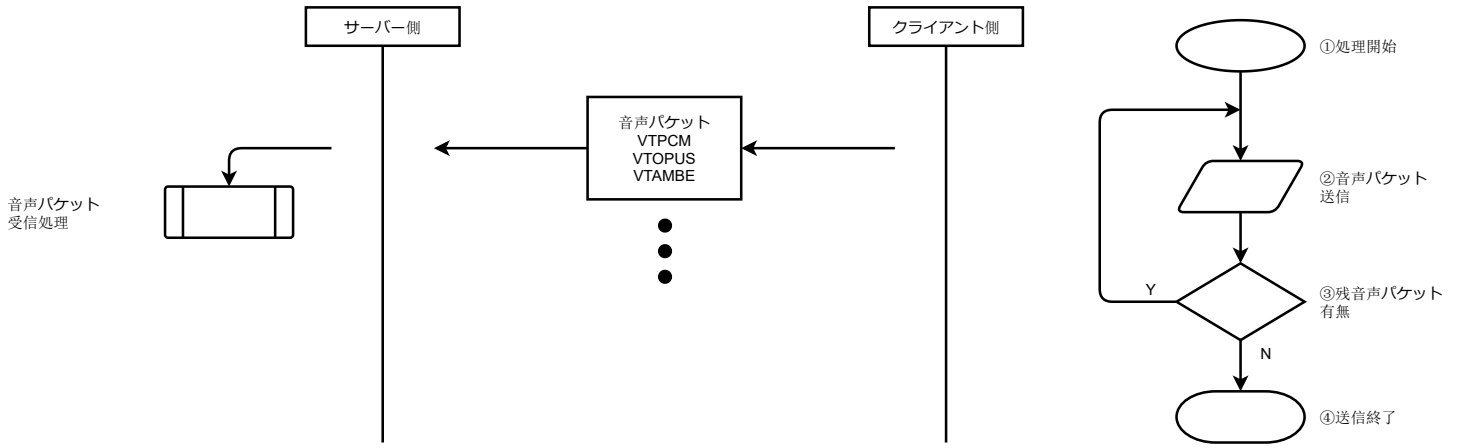 サーバー側
クライアント側
①処理開始
音声パケット
VTPCM
VTOPUS
VTAMBE
②音声パケット
送信
音声パケット
受信処理
Y
③残音声パケット
有無
N
④送信終了